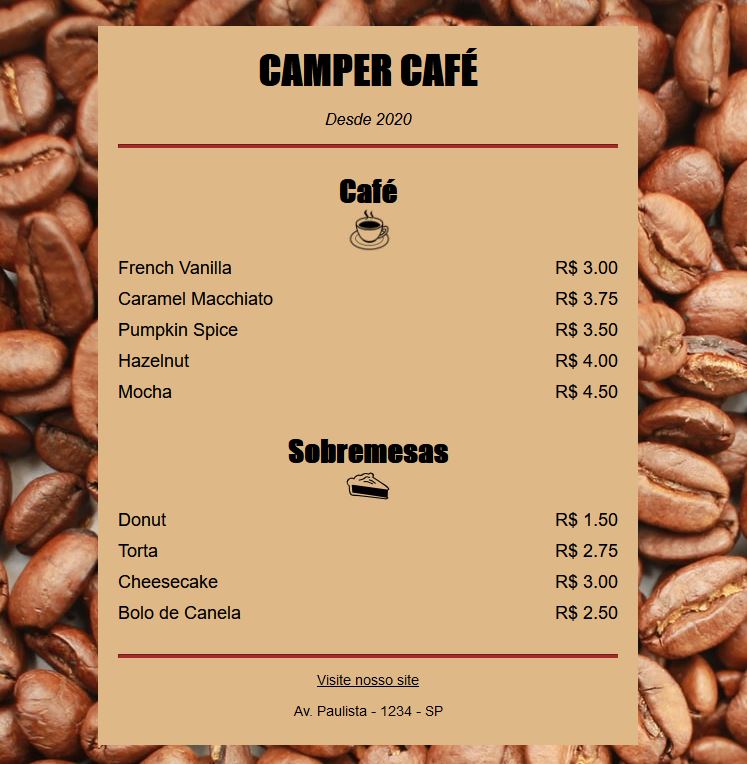 CAMPER CAFÉ
Desde 2020
Café
French Vanilla R$ 3.00
Caramel Macchiato R$ 3.75
Pumpkin Spice R$ 3.50
Hazelnut R$ 4.00
Mocha R$ 4.50
Sobremesas
Donut R$ 1.50
Torta R$ 2.75
Cheesecake R$ 3.00
Bolo de Canela R$ 2.50
Visite nosso site
Av. Paulista - 1234 - SP